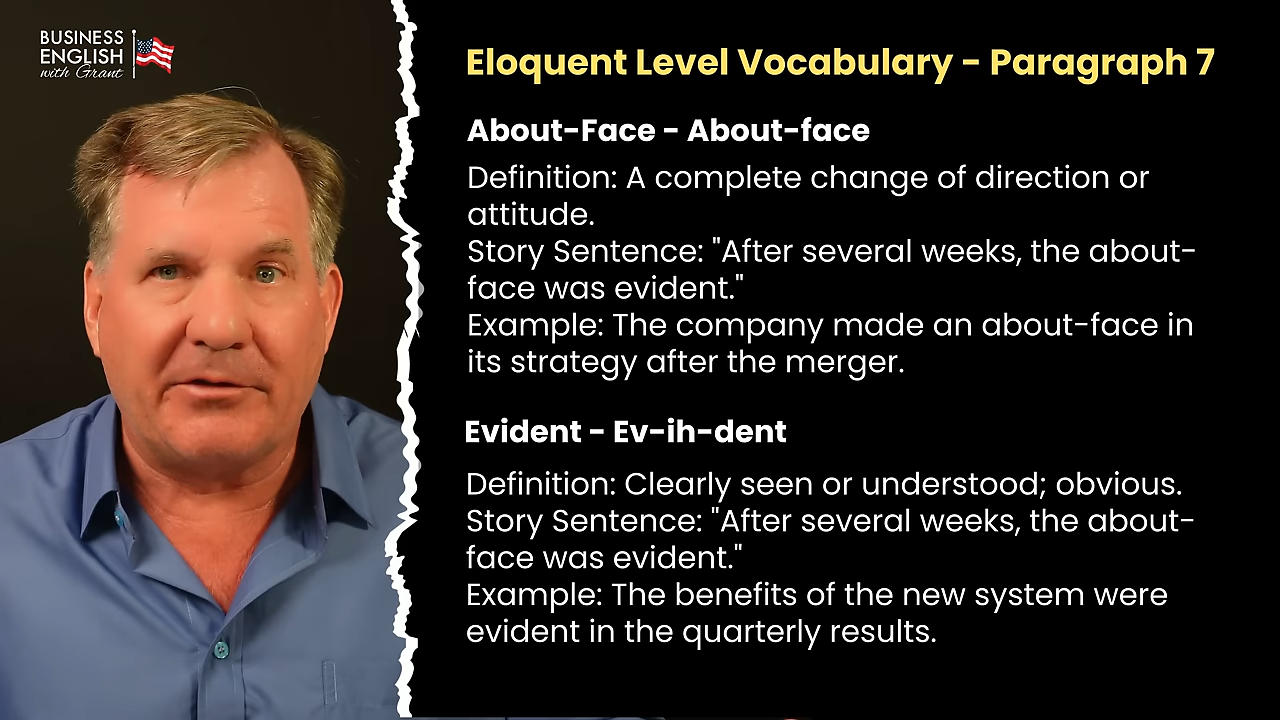 BUSINESS
ENGLISH
with Grant
Eloquent Level Vocabulary - Paragraph 7
About-Face - About-face
Definition: A complete change of direction or
attitude.
Story Sentence: "After several weeks, the about-
face was evident."
Example: The company made an about-face in
its strategy after the merger.
Evident - Ev-ih-dent
Definition: Clearly seen or understood; obvious.
Story Sentence: "After several weeks, the about-
face was evident."
Example: The benefits of the new system were
evident in the quarterly results.